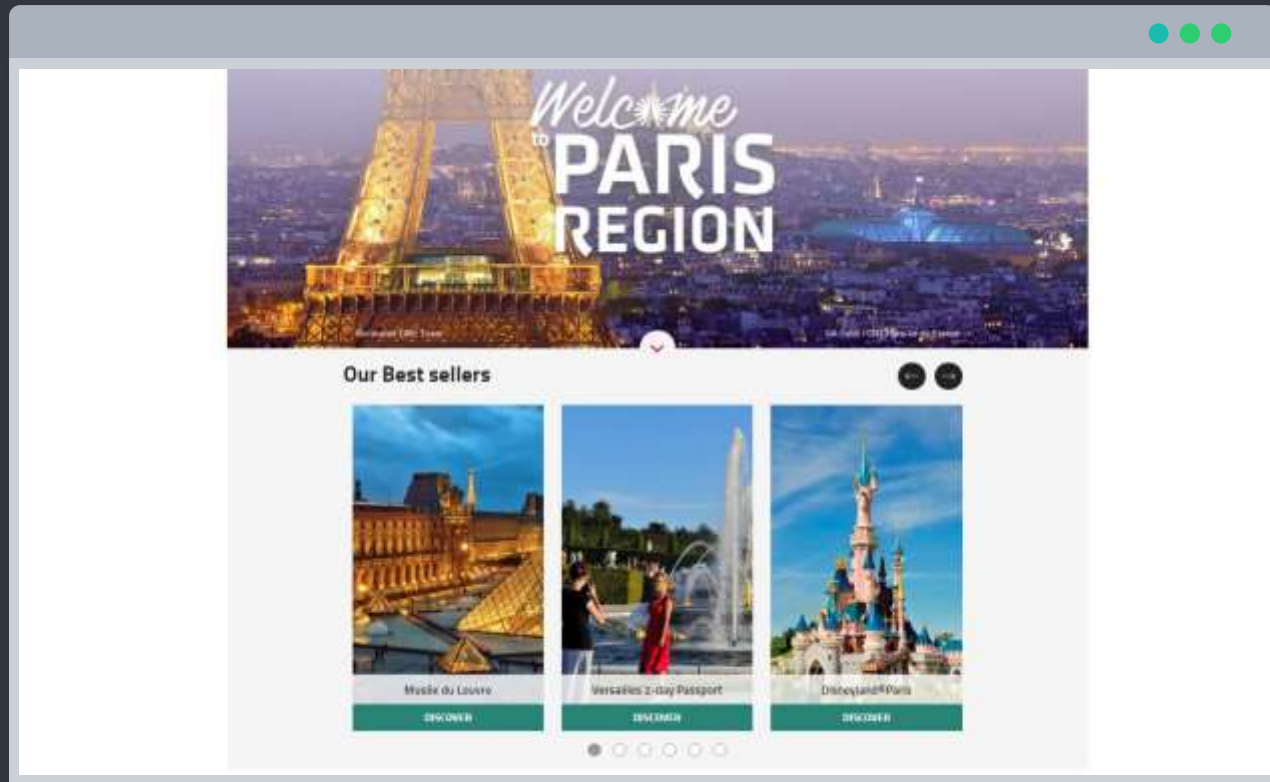 Welcome
TO
PARIS
REGION
Our Best sellers
Musée du Louvre
Versailles 2-day Passport
Disneyland® Paris
DISCOVER
DISCOVER
DISCOVER